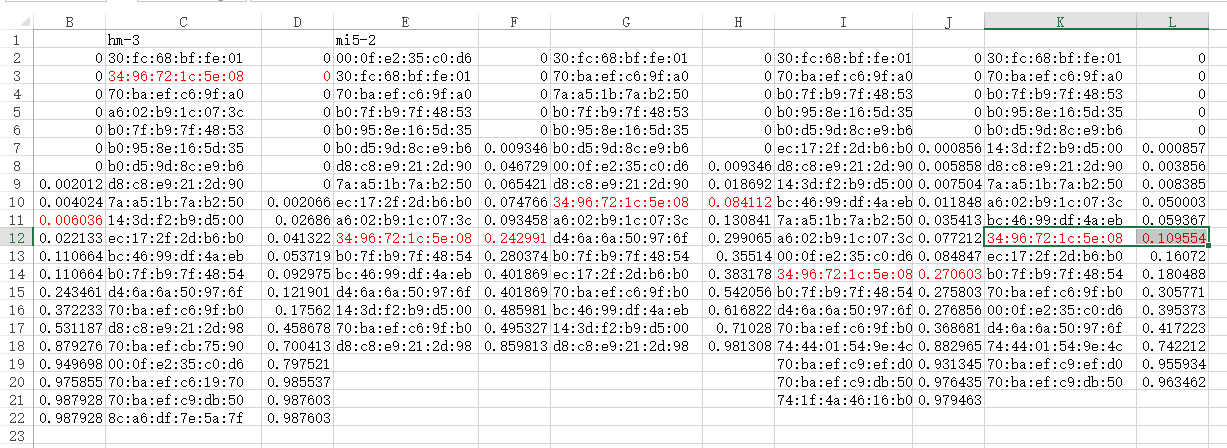 B C D E F G H I J K L
1 hm-3 mi5-2
2 0 30:fc:68:bf:fe:01 0 00:0f:e2:35:c0:d6 0 30:fc:68:bf:fe:01 0 30:fc:68:bf:fe:01 0 30:fc:68:bf:fe:01 0
3 0 34:96:72:1c:5e:08 0 30:fc:68:bf:fe:01 0 70:ba:ef:c6:9f:a0 0 70:ba:ef:c6:9f:a0 0 70:ba:ef:c6:9f:a0 0
4 0 70:ba:ef:c6:9f:a0 0 70:ba:ef:c6:9f:a0 0 7a:a5:1b:7a:b2:50 0 b0:7f:b9:7f:48:53 0 b0:7f:b9:7f:48:53 0
5 0 a6:02:b9:1c:07:3c 0 b0:7f:b9:7f:48:53 0 b0:7f:b9:7f:48:53 0 b0:95:8e:16:5d:35 0 b0:95:8e:16:5d:35 0
6 0 b0:7f:b9:7f:48:53 0 b0:95:8e:16:5d:35 0 b0:95:8e:16:5d:35 0 b0:d5:9d:8c:e9:b6 0 b0:d5:9d:8c:e9:b6 0
7 0 b0:95:8e:16:5d:35 0 b0:d5:9d:8c:e9:b6 0.009346 b0:d5:9d:8c:e9:b6 0 ec:17:2f:2d:b6:b0 0.000856 14:3d:f2:b9:d5:00 0.000857
8 0 b0:d5:9d:8c:e9:b6 0 d8:c8:e9:21:2d:90 0.046729 00:0f:e2:35:c0:d6 0.009346 d8:c8:e9:21:2d:90 0.005858 d8:c8:e9:21:2d:90 0.003856
9 0.002012 d8:c8:e9:21:2d:90 0 7a:a5:1b:7a:b2:50 0.065421 d8:c8:e9:21:2d:90 0.018692 14:3d:f2:b9:d5:00 0.007504 7a:a5:1b:7a:b2:50 0.008385
10 0.004024 7a:a5:1b:7a:b2:50 0.002066 ec:17:2f:2d:b6:b0 0.074766 34:96:72:1c:5e:08 0.084112 bc:46:99:df:4a:eb 0.011848 a6:02:b9:1c:07:3c 0.050003
11 0.006036 14:3d:f2:b9:d5:00 0.02686 a6:02:b9:1c:07:3c 0.093458 a6:02:b9:1c:07:3c 0.130841 7a:a5:1b:7a:b2:50 0.035413 bc:46:99:df:4a:eb 0.059367
12 0.022133 ec:17:2f:2d:b6:b0 0.041322 34:96:72:1c:5e:08 0.242991 d4:6a:6a:50:97:6f 0.299065 a6:02:b9:1c:07:3c 0.077212 34:96:72:1c:5e:08 0.109554
13 0.110664 bc:46:99:df:4a:eb 0.053719 b0:7f:b9:7f:48:54 0.280374 b0:7f:b9:7f:48:54 0.35514 00:0f:e2:35:c0:d6 0.084847 ec:17:2f:2d:b6:b0 0.16072
14 0.110664 b0:7f:b9:7f:48:54 0.092975 bc:46:99:df:4a:eb 0.401869 ec:17:2f:2d:b6:b0 0.383178 34:96:72:1c:5e:08 0.270603 b0:7f:b9:7f:48:54 0.180488
15 0.243461 d4:6a:6a:50:97:6f 0.121901 d4:6a:6a:50:97:6f 0.401869 70:ba:ef:c6:9f:b0 0.542056 b0:7f:b9:7f:48:54 0.275803 70:ba:ef:c6:9f:b0 0.305771
16 0.372233 70:ba:ef:c6:9f:b0 0.17562 14:3d:f2:b9:d5:00 0.485981 bc:46:99:df:4a:eb 0.616822 d4:6a:6a:50:97:6f 0.276856 00:0f:e2:35:c0:d6 0.395373
17 0.531187 d8:c8:e9:21:2d:98 0.458678 70:ba:ef:c6:9f:b0 0.495327 14:3d:f2:b9:d5:00 0.71028 70:ba:ef:c6:9f:b0 0.368681 d4:6a:6a:50:97:6f 0.417223
18 0.879276 70:ba:ef:cb:75:90 0.700413 d8:c8:e9:21:2d:98 0.859813 d8:c8:e9:21:2d:98 0.981308 74:44:01:54:9e:4c 0.882965 74:44:01:54:9e:4c 0.742212
19 0.949698 00:0f:e2:35:c0:d6 0.797521 70:ba:ef:c9:ef:d0 0.931345 70:ba:ef:c9:ef:d0 0.955934
20 0.975855 70:ba:ef:c6:19:70 0.985537 70:ba:ef:c9:db:50 0.976435 70:ba:ef:c9:db:50 0.963462
21 0.987928 70:ba:ef:c9:db:50 0.987603 74:1f:4a:46:16:b0 0.979463
22 0.987928 8c:a6:df:7e:5a:7f 0.987603
23